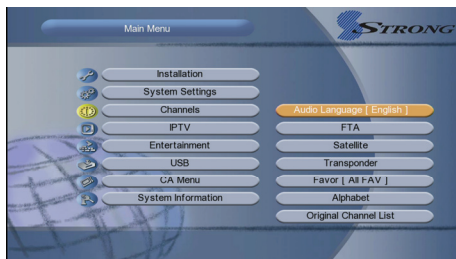 Main Menu
STRONG
Installation
System Settings
Channels
IPTV
Entertainment
USB
CA Menu
System Information
Audio Language [ English ]
FTA
Satellite
Transponder
Favor [ All FAV ]
Alphabet
Original Channel List